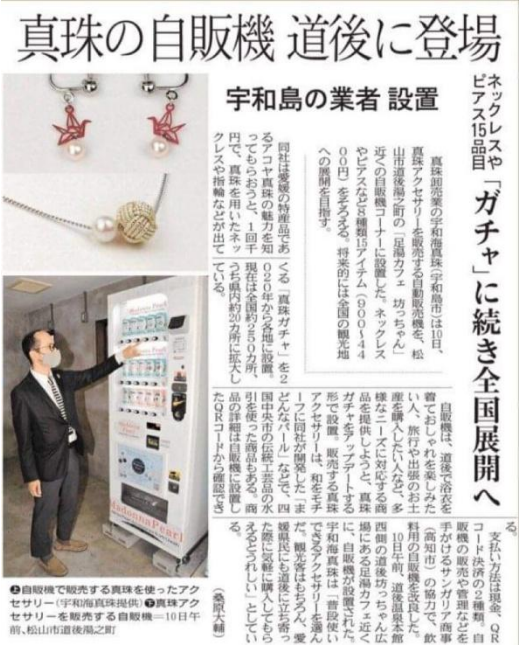 真珠の自販機 道後に登場
宇和島の業者 設置
ネックレスや
ピアス15品目
「ガチャ」に続き全国展開へ
真珠卸売業の宇和海真珠(宇和島市)は10日、
真珠アクセサリーを販売する自動販売機を、松
山市道後湯之町の「足湯カフェ 坊っちゃん」
近くの自販機コーナーに設置した。ネックレス
やピアスなど8種類15アイテム(800〜44
00円)をそろえる。将来的には全国の観光地
への展開を目指す。
同社は愛媛の特産品であ
るアコヤ真珠の魅力を知
ってもらおうと、1回千
円で、真珠を用いたネッ
クレスや指輪などが出て
くる「真珠ガチャ」を2
020年から各地に設置。
現在は全国約250カ所、
うち県内約20カ所に拡大し
ている。
自販機は、道後で浴衣を
着ておしゃれを楽しみた
い人、旅行や出張のお土
産を購入したい人など、多
様なニーズに対応する商
品を提供しようと、真珠
ガチャをアップデートする
形で設置。販売する真珠
アクセサリーは、和をモチ
ーフに同社が開発した「ま
どんなパール」などで、四
国中央市の伝統工芸品の水
引を使った商品もある。商
品の詳細は自販機に設置し
たQRコードから確認でき
る。
支払い方法は現金、QR
コード決済の2種類。自
販機の販売や管理などを
手がけるサンガリア商事
(高知市)の協力で、飲
料用の自販機を改良した。
10日午前、道後温泉本館
西側の道後坊っちゃん広
場にある足湯カフェ近く
に、自販機が設置された。
宇和海真珠は「普段使い
できるアクセサリーを選ん
だ。観光客はもちろん、愛
媛県民にも道後に立ち寄っ
た際に気軽に購入してもら
えるとうれしい」としてい
る。
(桑原大輔)
Madonna Pearl
MadonnaPearl
㊤自販機で販売する真珠を使ったアク
セサリー(宇和海真珠提供)㊦真珠アク
セサリーを販売する自販機=10日午
前、松山市道後湯之町